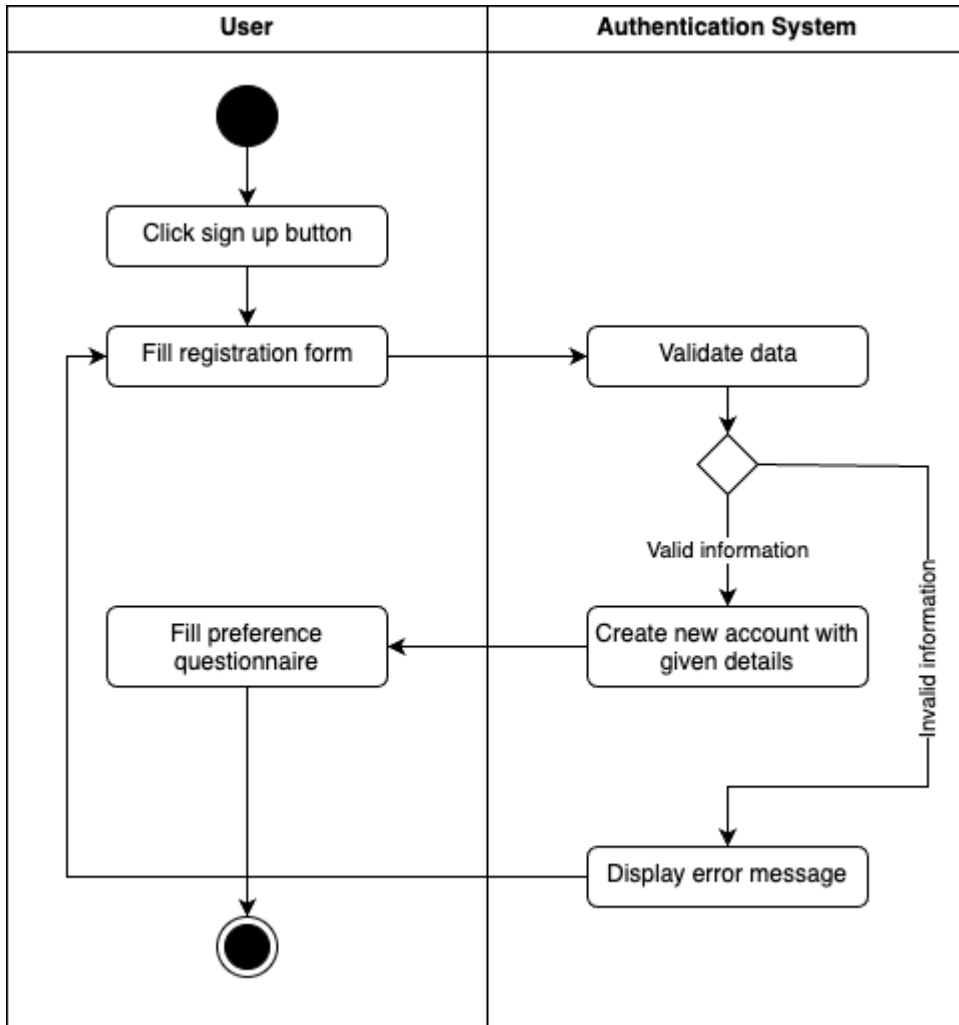 User
Authentication System
Click sign up button
Fill registration form
Validate data
Valid information
Invalid information
Fill preference
questionnaire
Create new account with
given details
Display error message